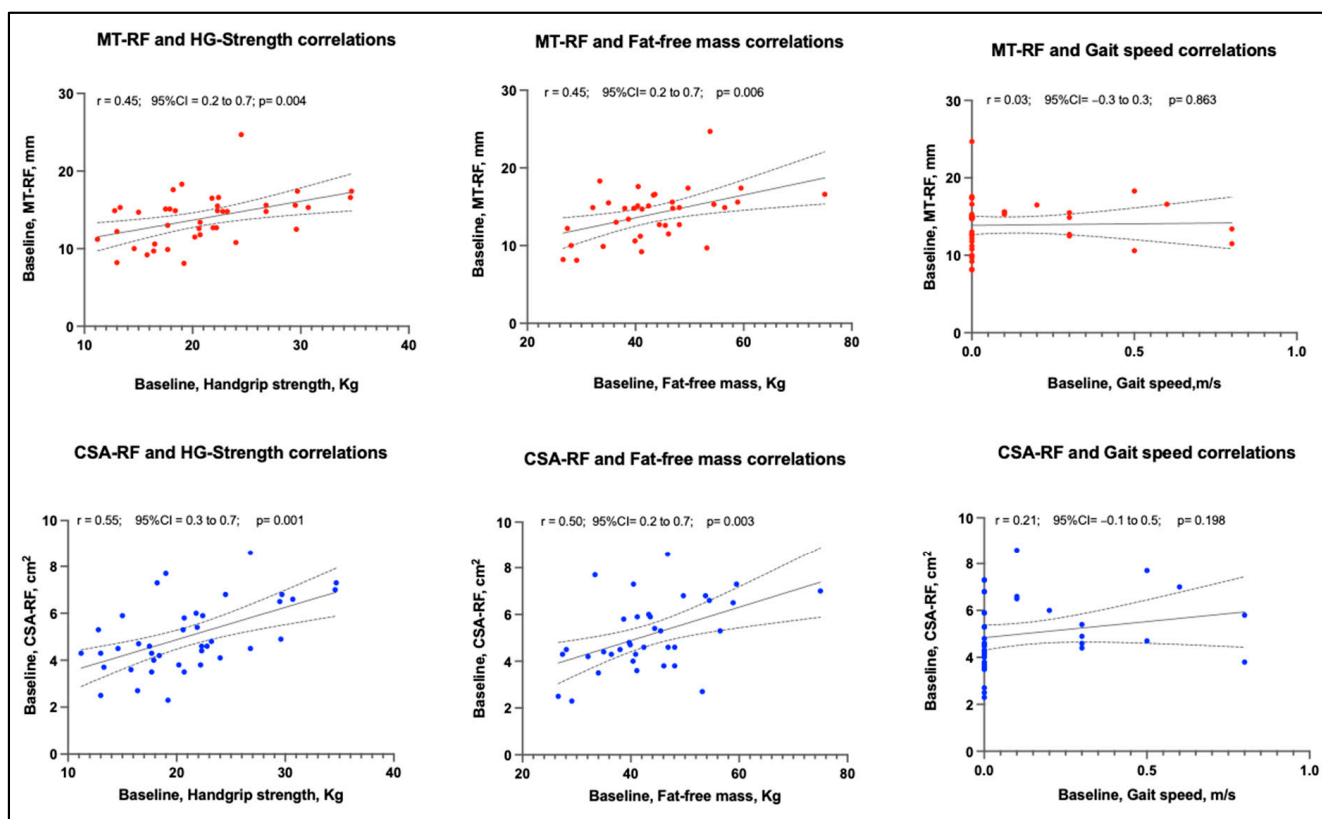 MT-RF and HG-Strength correlations
r = 0.45; 95%CI = 0.2 to 0.7; p= 0.004
30
20
10
0
10 20 30 40
Baseline, MT-RF, mm
Baseline, Handgrip strength, Kg
MT-RF and Fat-free mass correlations
r = 0.45; 95%CI= 0.2 to 0.7; p= 0.006
30
20
10
0
20 40 60 80
Baseline, MT-RF, mm
Baseline, Fat-free mass, Kg
MT-RF and Gait speed correlations
r = 0.03; 95%CI= −0.3 to 0.3; p= 0.863
30
20
10
0
0.0 0.5 1.0
Baseline, MT-RF, mm
Baseline, Gait speed,m/s
CSA-RF and HG-Strength correlations
r = 0.55; 95%CI = 0.3 to 0.7; p= 0.001
10
8
6
4
2
0
10 20 30 40
Baseline, CSA-RF, cm²
Baseline, Handgrip strength, Kg
CSA-RF and Fat-free mass correlations
r = 0.50; 95%CI= 0.2 to 0.7; p= 0.003
10
8
6
4
2
0
20 40 60 80
Baseline, CSA-RF, cm²
Baseline, Fat-free mass, Kg
CSA-RF and Gait speed correlations
r = 0.21; 95%CI= −0.1 to 0.5; p= 0.198
10
8
6
4
2
0
0.0 0.5 1.0
Baseline, CSA-RF, cm²
Baseline, Gait speed, m/s